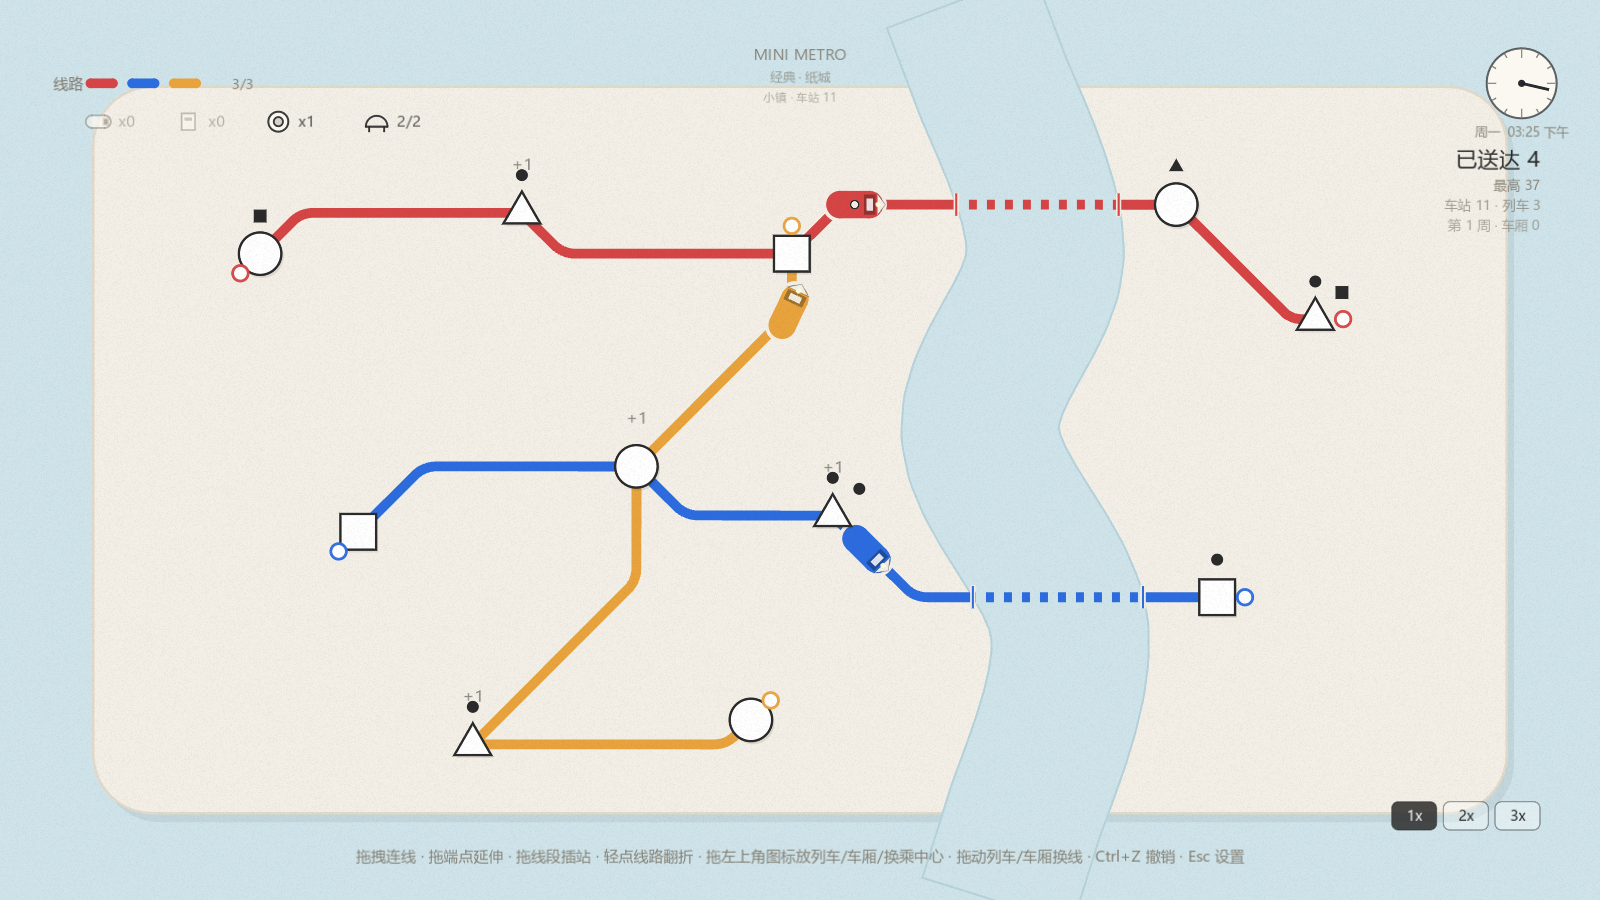 MINI METRO
经典 · 纸城
小镇 · 车站 11
线路
3/3
x0
x0
x1
2/2
周一 03:25 下午
已送达 4
最高 37
车站 11 · 列车 3
第 1 周 · 车厢 0
+1
+1
+1
+1
1x
2x
3x
拖拽连线 · 拖端点延伸 · 拖线段插站 · 轻点线路翻折 · 拖左上角图标放列车/车厢/换乘中心 · 拖动列车/车厢换线 · Ctrl+Z 撤销 · Esc 设置